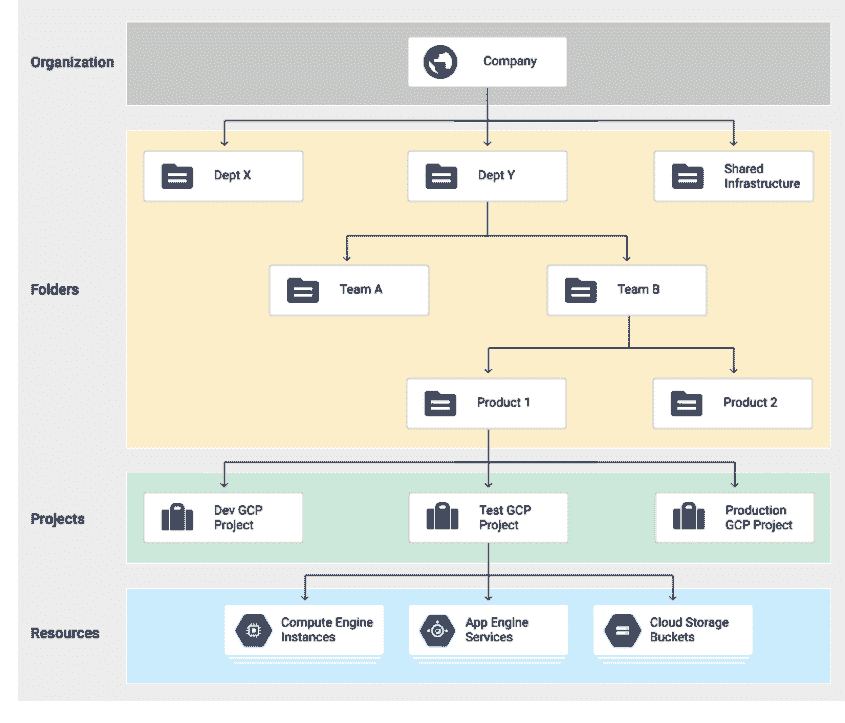 Organization
Company
Dept X
Dept Y
Shared
Infrastructure
Folders
Team A
Team B
Product 1
Product 2
Projects
Dev GCP
Project
Test GCP
Project
Production
GCP Project
Resources
Compute Engine
Instances
App Engine
Services
Cloud Storage
Buckets